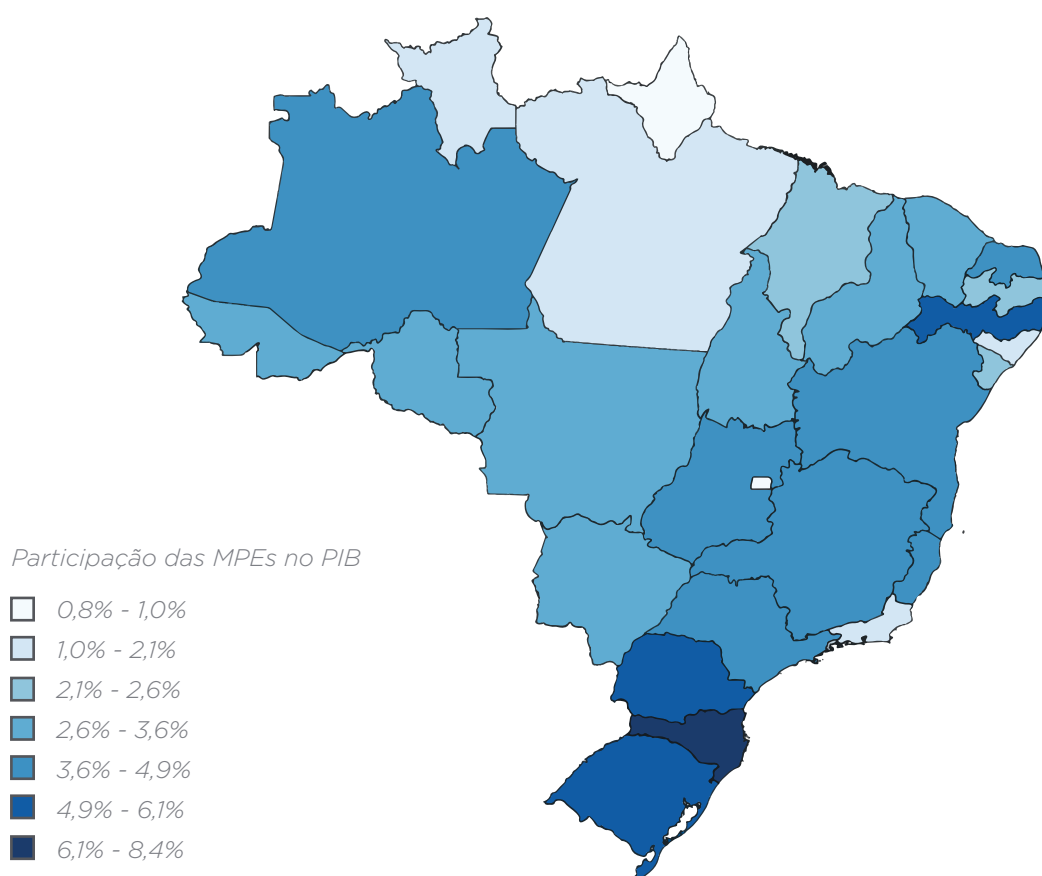 Participação das MPEs no PIB
0,8% - 1,0%
1,0% - 2,1%
2,1% - 2,6%
2,6% - 3,6%
3,6% - 4,9%
4,9% - 6,1%
6,1% - 8,4%